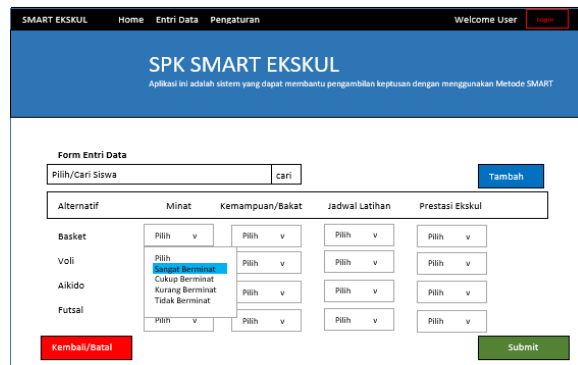 SMART EKSKUL Home Entri Data Pengaturan Welcome User Login
SPK SMART EKSKUL
Aplikasi ini adalah sistem yang dapat membantu pengambilan keptusan dengan menggunakan Metode SMART
Form Entri Data
Pilih/Cari Siswa cari Tambah
Alternatif Minat Kemampuan/Bakat Jadwal Latihan Prestasi Ekskul
Basket Pilih v Pilih v Pilih v Pilih v
Pilih
Sangat Berminat
Cukup Berminat
Kurang Berminat
Tidak Berminat
Voli Pilih v Pilih v Pilih v
Aikido Pilih v Pilih v Pilih v
Futsal Pilih v Pilih v Pilih v Pilih v
Kembali/Batal Submit